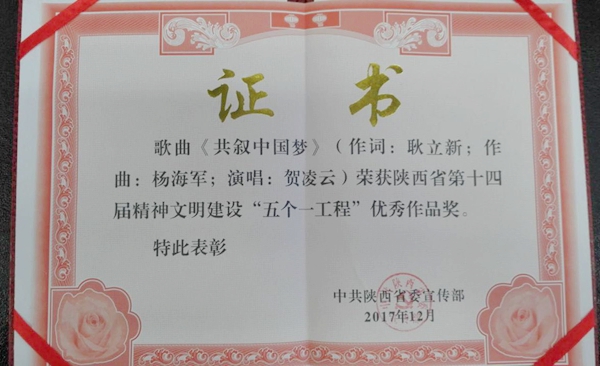 证书
歌曲《共叙中国梦》（作词：耿立新；作
曲：杨海军；演唱：贺凌云）荣获陕西省第十四
届精神文明建设“五个一工程”优秀作品奖。
特此表彰
中共陕西省委宣传部
2017年12月